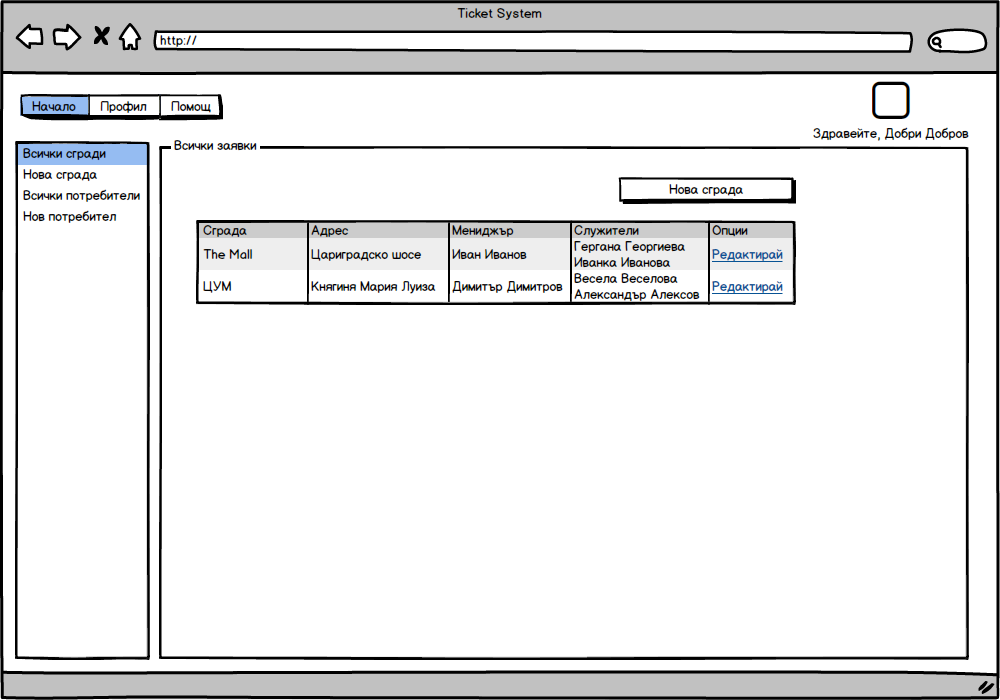 Ticket System
http://
Начало Профил Помощ
Здравейте, Добри Добров
Всички сгради
Нова сграда
Всички потребители
Нов потребител
Всички заявки
Нова сграда
Сграда Адрес Мениджър Служители Опции
The Mall Цариградско шосе Иван Иванов Гергана Георгиева Редактирай
Иванка Иванова
ЦУМ Княгиня Мария Луиза Димитър Димитров Весела Веселова Редактирай
Александър Алексов